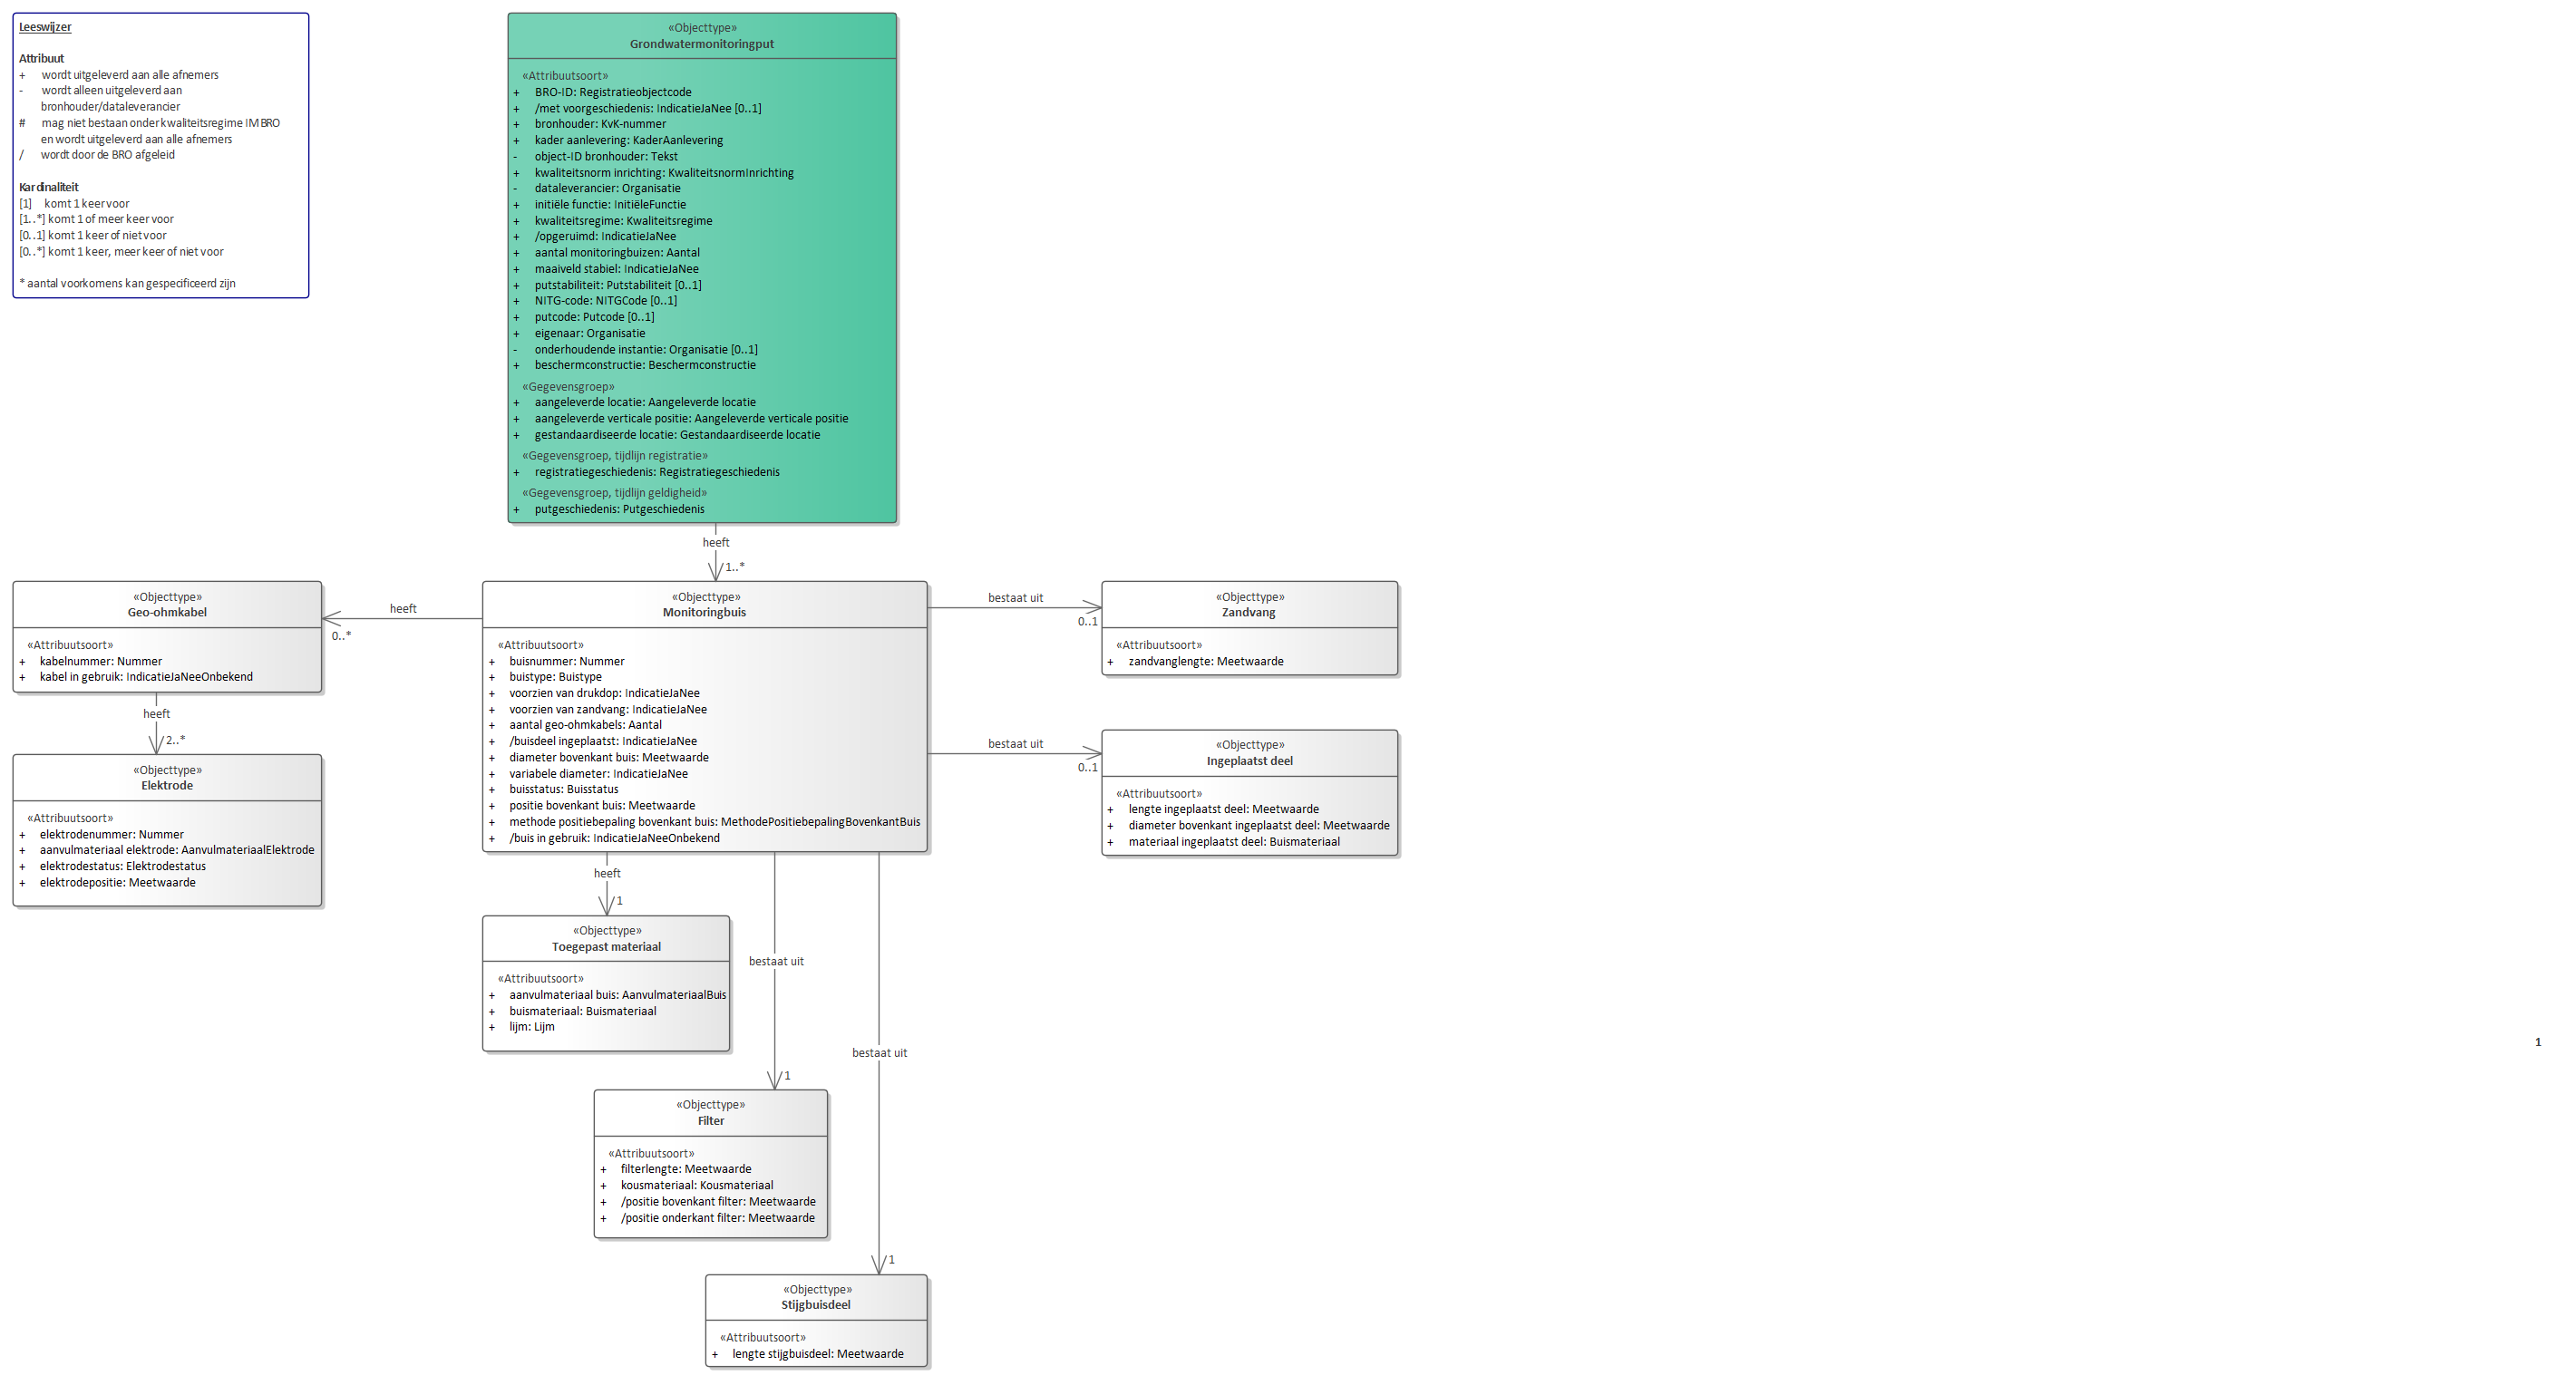 Leeswijzer
Attribuut
+ wordt uitgeleverd aan alle afnemers
- wordt alleen uitgeleverd aan
bronhouder/dataleverancier
# mag niet bestaan onder kwaliteitsregime IMBRO
en wordt uitgeleverd aan alle afnemers
/ wordt door de BRO afgeleid
Kardinaliteit
[1] komt 1 keer voor
[1..*] komt 1 of meer keer voor
[0..1] komt 1 keer of niet voor
[0..*] komt 1 keer, meer keer of niet voor
* aantal voorkomens kan gespecificeerd zijn
«Objecttype»
Grondwatermonitoringput
«Attribuutsoort»
+ BRO-ID: Registratieobjectcode
+ /met voorgeschiedenis: IndicatieJaNee [0..1]
+ bronhouder: KvK-nummer
+ kader aanlevering: KaderAanlevering
- object-ID bronhouder: Tekst
+ kwaliteitsnorm inrichting: KwaliteitsnormInrichting
- dataleverancier: Organisatie
+ initiële functie: InitiëleFunctie
+ kwaliteitsregime: Kwaliteitsregime
+ /opgeruimd: IndicatieJaNee
+ aantal monitoringbuizen: Aantal
+ maaiveld stabiel: IndicatieJaNee
+ putstabiliteit: Putstabiliteit [0..1]
+ NITG-code: NITGCode [0..1]
+ putcode: Putcode [0..1]
+ eigenaar: Organisatie
- onderhoudende instantie: Organisatie [0..1]
+ beschermconstructie: Beschermconstructie
«Gegevensgroep»
+ aangeleverde locatie: Aangeleverde locatie
+ aangeleverde verticale positie: Aangeleverde verticale positie
+ gestandaardiseerde locatie: Gestandaardiseerde locatie
«Gegevensgroep, tijdlijn registratie»
+ registratiegeschiedenis: Registratiegeschiedenis
«Gegevensgroep, tijdlijn geldigheid»
+ putgeschiedenis: Putgeschiedenis
heeft
1..*
«Objecttype»
Geo-ohmkabel
«Attribuutsoort»
+ kabelnummer: Nummer
+ kabel in gebruik: IndicatieJaNeeOnbekend
heeft
0..*
heeft
2..*
«Objecttype»
Elektrode
«Attribuutsoort»
+ elektrodenummer: Nummer
+ aanvulmateriaal elektrode: AanvulmateriaalElektrode
+ elektrodestatus: Elektrodestatus
+ elektrodepositie: Meetwaarde
«Objecttype»
Monitoringbuis
«Attribuutsoort»
+ buisnummer: Nummer
+ buistype: Buistype
+ voorzien van drukdop: IndicatieJaNee
+ voorzien van zandvang: IndicatieJaNee
+ aantal geo-ohmkabels: Aantal
+ /buisdeel ingeplaatst: IndicatieJaNee
+ diameter bovenkant buis: Meetwaarde
+ variabele diameter: IndicatieJaNee
+ buisstatus: Buisstatus
+ positie bovenkant buis: Meetwaarde
+ methode positiebepaling bovenkant buis: MethodePositiebepalingBovenkantBuis
+ /buis in gebruik: IndicatieJaNeeOnbekend
bestaat uit
0..1
«Objecttype»
Zandvang
«Attribuutsoort»
+ zandvanglengte: Meetwaarde
bestaat uit
0..1
«Objecttype»
Ingeplaatst deel
«Attribuutsoort»
+ lengte ingeplaatst deel: Meetwaarde
+ diameter bovenkant ingeplaatst deel: Meetwaarde
+ materiaal ingeplaatst deel: Buismateriaal
heeft
1
«Objecttype»
Toegepast materiaal
«Attribuutsoort»
+ aanvulmateriaal buis: AanvulmateriaalBuis
+ buismateriaal: Buismateriaal
+ lijm: Lijm
bestaat uit
1
«Objecttype»
Filter
«Attribuutsoort»
+ filterlengte: Meetwaarde
+ kousmateriaal: Kousmateriaal
+ /positie bovenkant filter: Meetwaarde
+ /positie onderkant filter: Meetwaarde
bestaat uit
1
«Objecttype»
Stijgbuisdeel
«Attribuutsoort»
+ lengte stijgbuisdeel: Meetwaarde
1